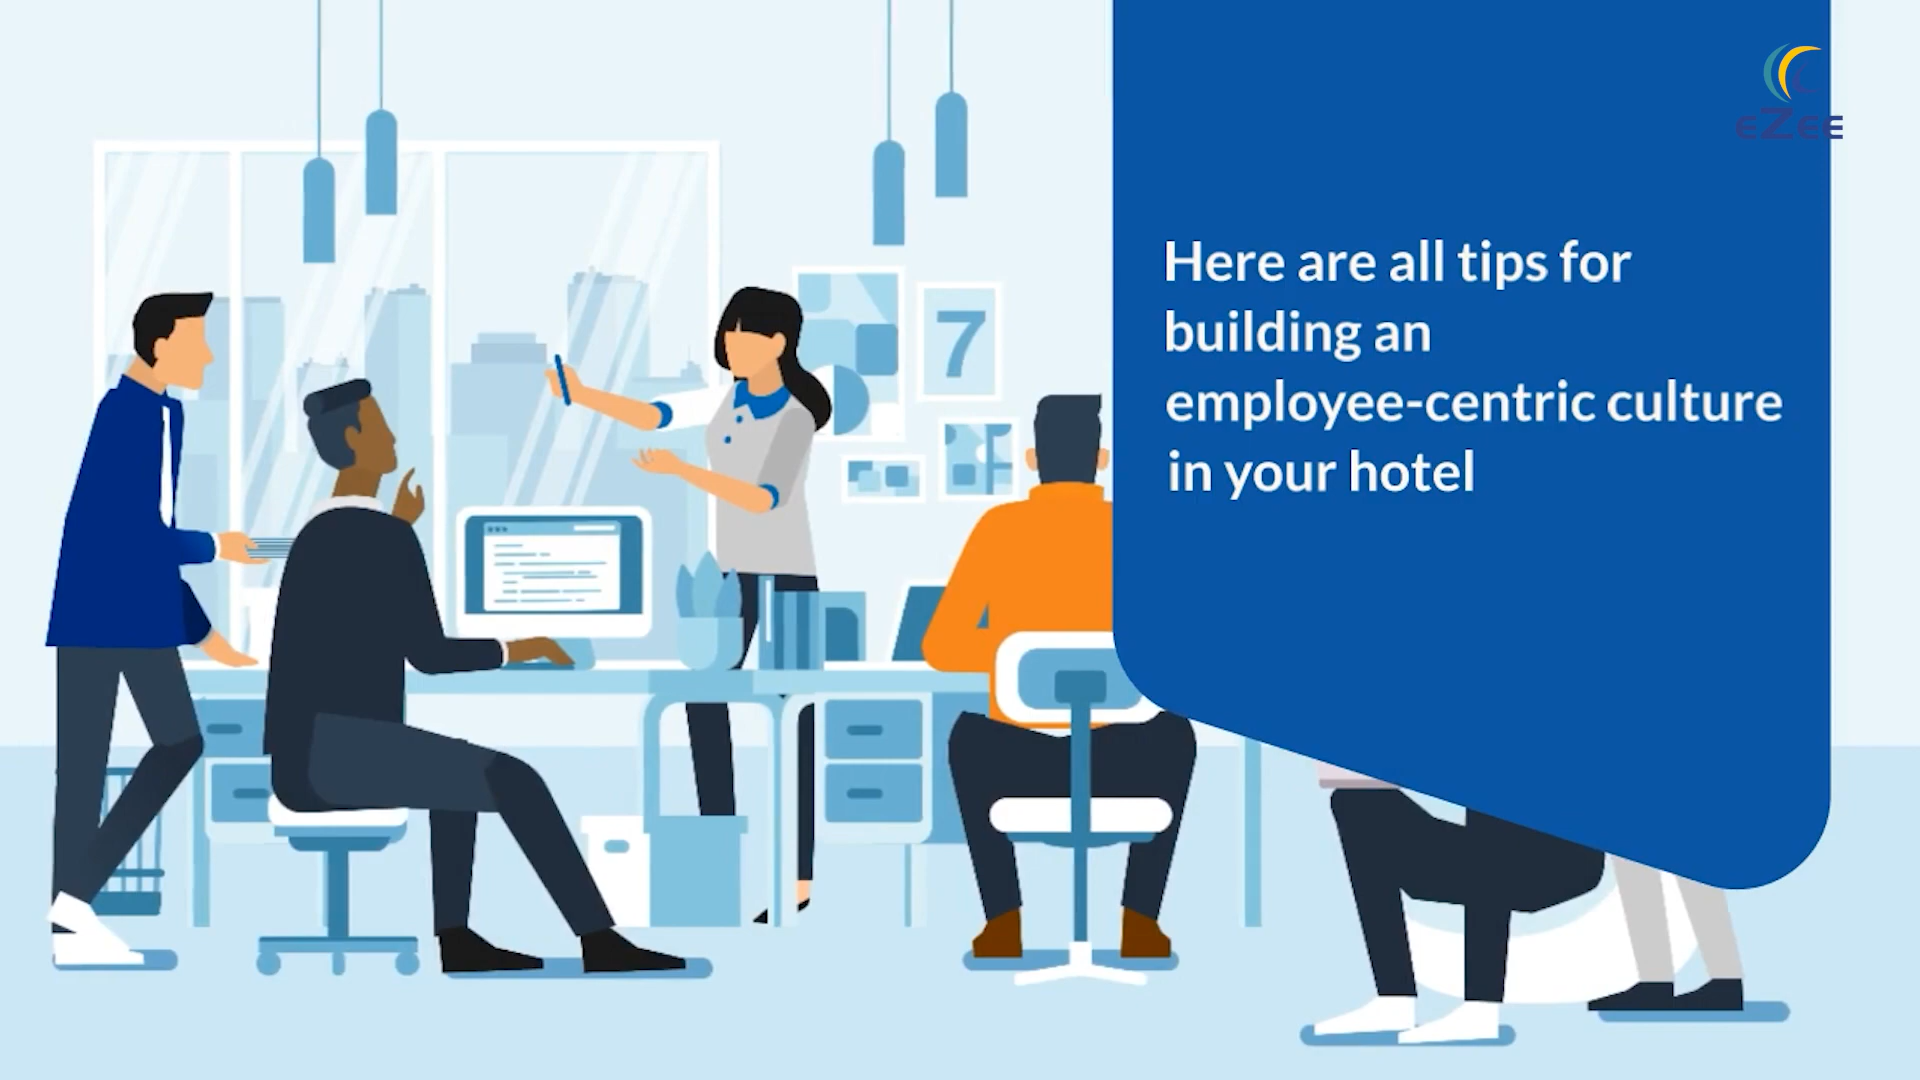 eZee
Here are all tips for
building an
employee-centric culture
in your hotel
7